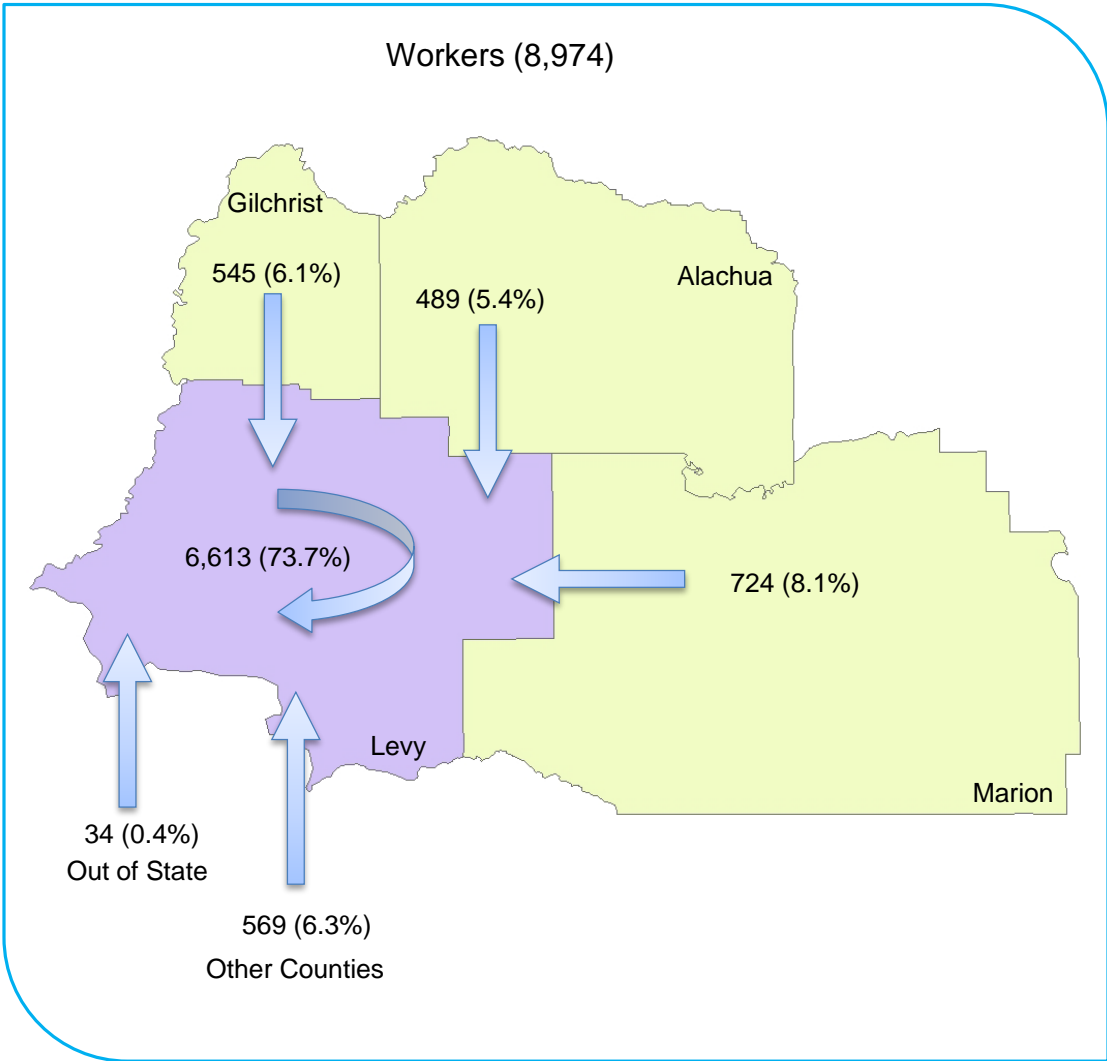 Workers (8,974)
Gilchrist
545 (6.1%)
Alachua
489 (5.4%)
6,613 (73.7%)
724 (8.1%)
Levy
Marion
34 (0.4%)
Out of State
569 (6.3%)
Other Counties